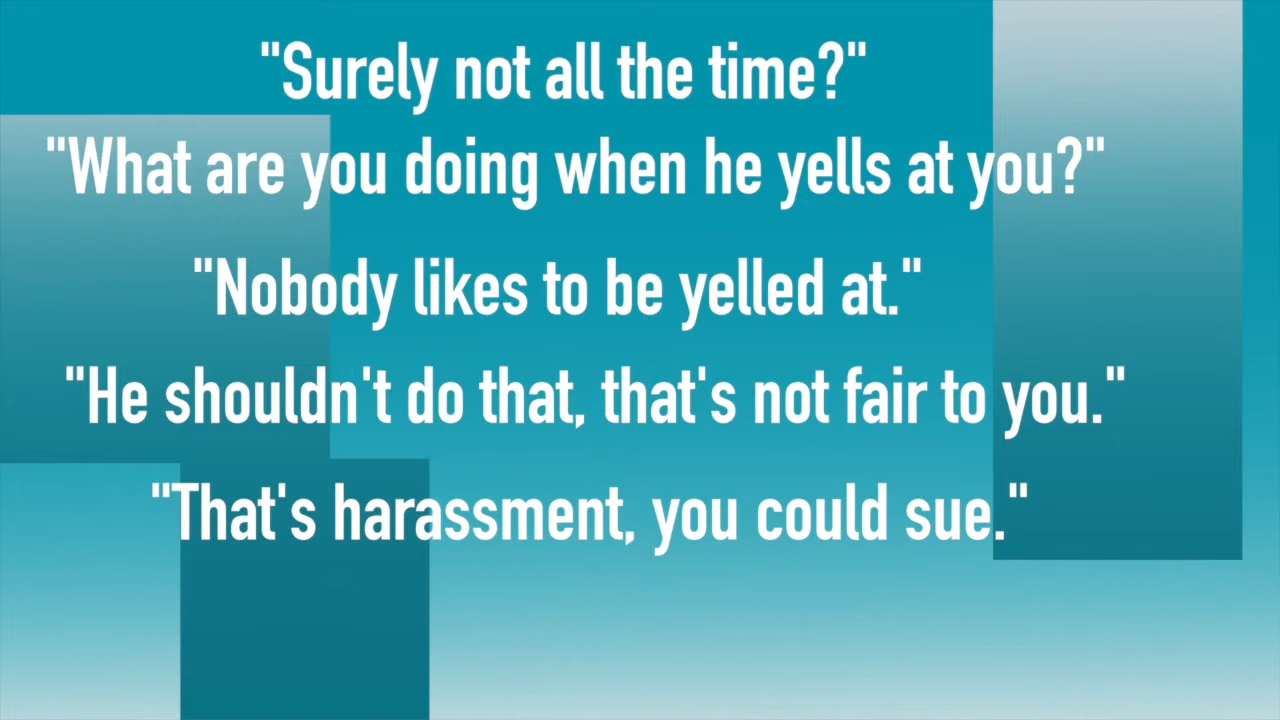 "Surely not all the time?"
"What are you doing when he yells at you?"
"Nobody likes to be yelled at."
"He shouldn't do that, that's not fair to you."
"That's harassment, you could sue."